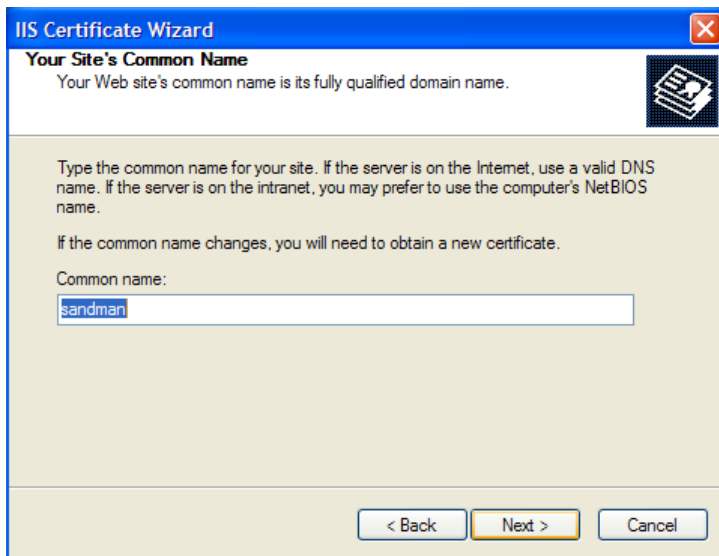 IIS Certificate Wizard
Your Site's Common Name
Your Web site's common name is its fully qualified domain name.
Type the common name for your site. If the server is on the Internet, use a valid DNS
name. If the server is on the intranet, you may prefer to use the computer's NetBIOS
name.
If the common name changes, you will need to obtain a new certificate.
Common name:
sandman
< Back Next > Cancel